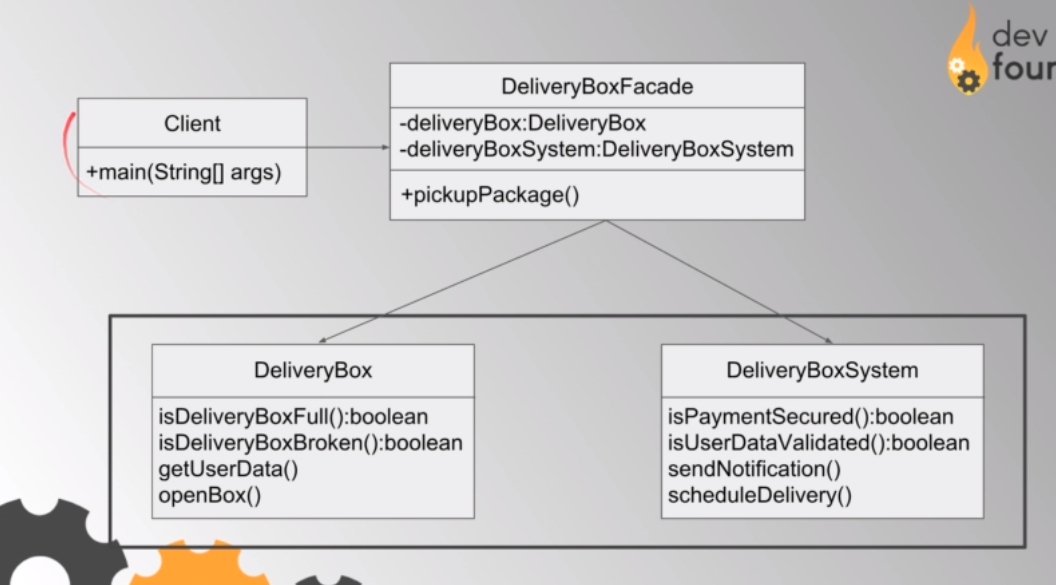 dev
four
DeliveryBoxFacade
Client
-deliveryBox:DeliveryBox
-deliveryBoxSystem:DeliveryBoxSystem
+main(String[] args)
+pickupPackage()
DeliveryBox
isDeliveryBoxFull():boolean
isDeliveryBoxBroken():boolean
getUserData()
openBox()
DeliveryBoxSystem
isPaymentSecured():boolean
isUserDataValidated():boolean
sendNotification()
scheduleDelivery()